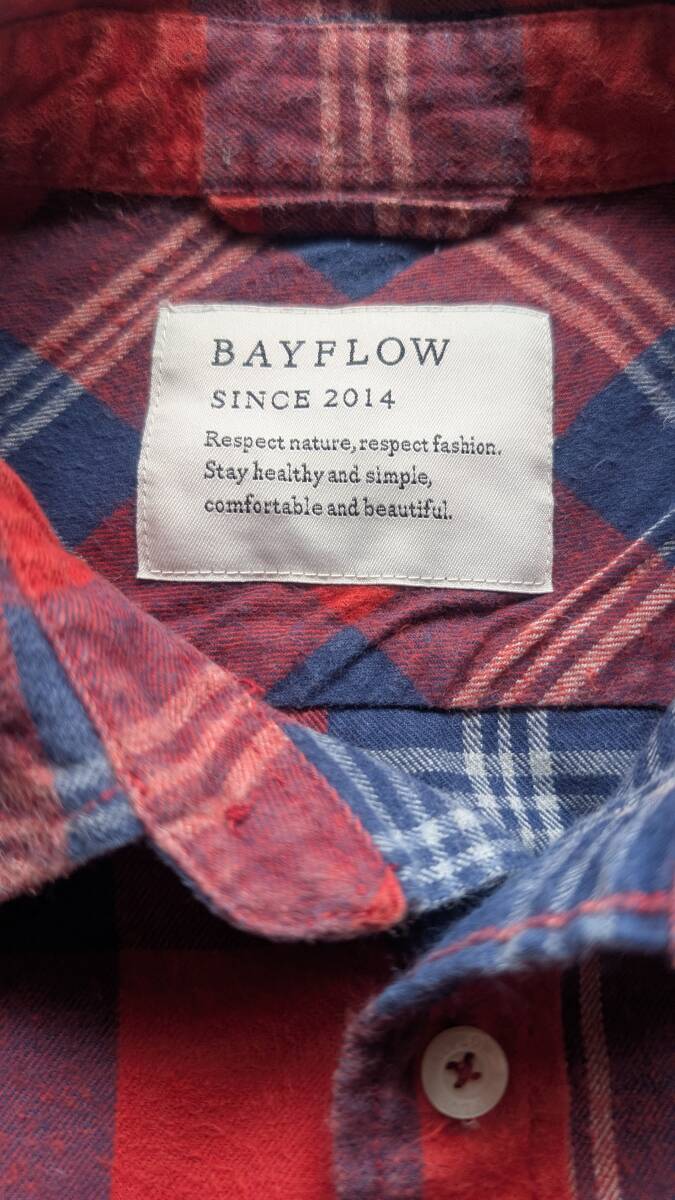 BAYFLOW
SINCE 2014
Respect nature, respect fashion.
Stay healthy and simple,
comfortable and beautiful.